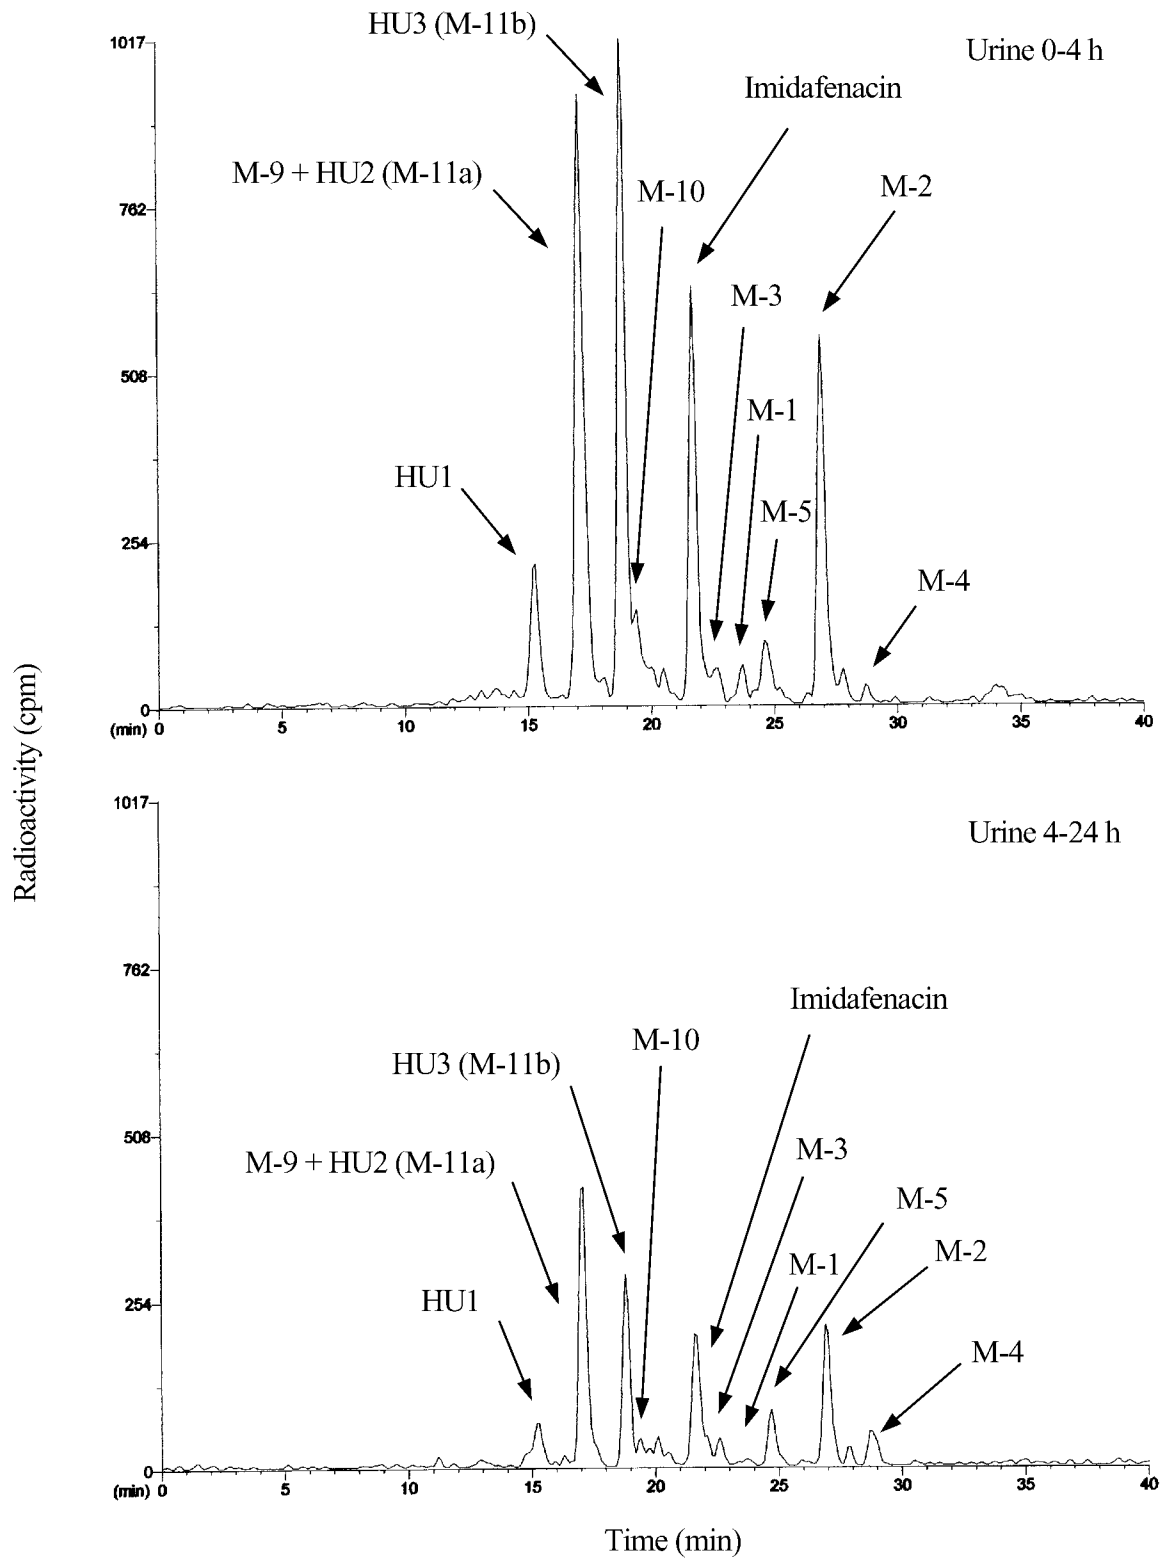 HU3 (M-11b)
1017
Urine 0-4 h
Imidafenacin
M-9 + HU2 (M-11a)
M-10
M-2
762
M-3
508
M-1
HU1
M-5
254
M-4
0
(min) 0 5 10 15 20 25 30 35 40
Radioactivity (cpm)
1017
Urine 4-24 h
762
Imidafenacin
M-10
HU3 (M-11b)
508
M-3
M-9 + HU2 (M-11a)
M-5
M-2
M-1
254
HU1
M-4
0
(min) 0 5 10 15 20 25 30 35 40
Time (min)